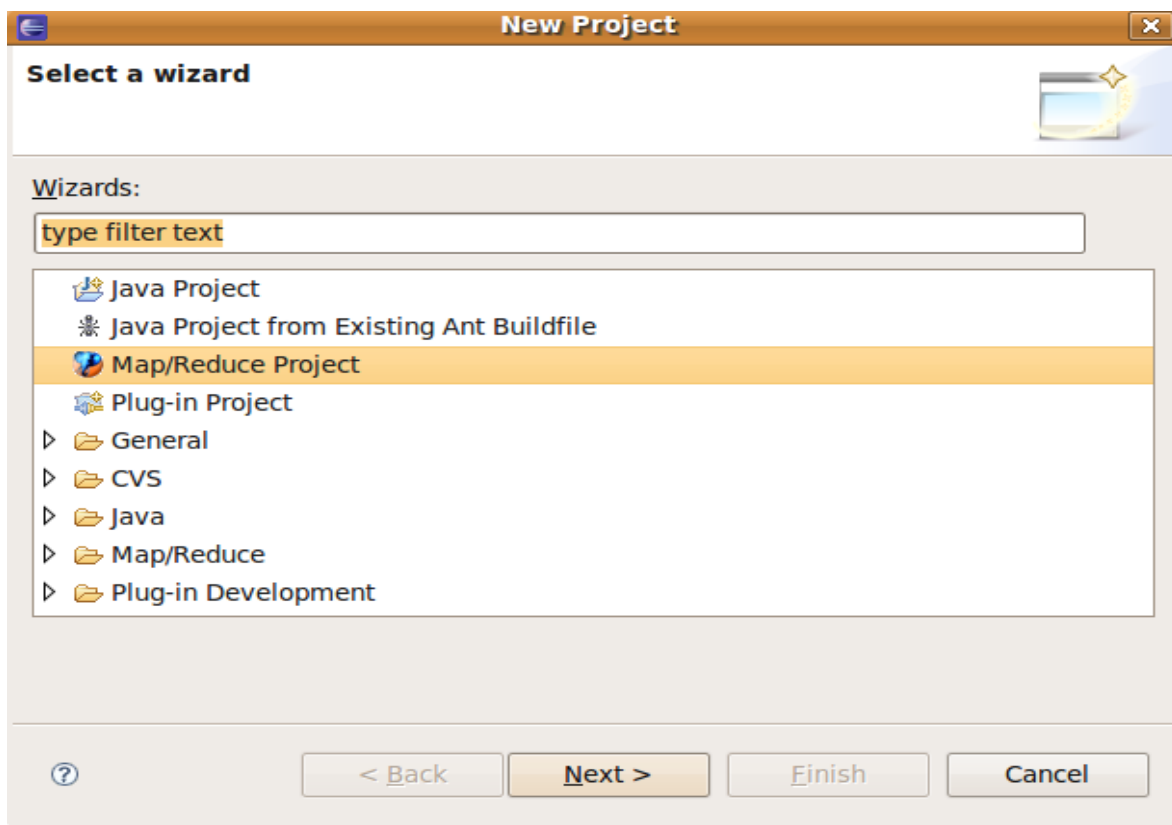 New Project
Select a wizard
Wizards:
type filter text
Java Project
Java Project from Existing Ant Buildfile
Map/Reduce Project
Plug-in Project
General
CVS
Java
Map/Reduce
Plug-in Development
? < Back Next > Finish Cancel